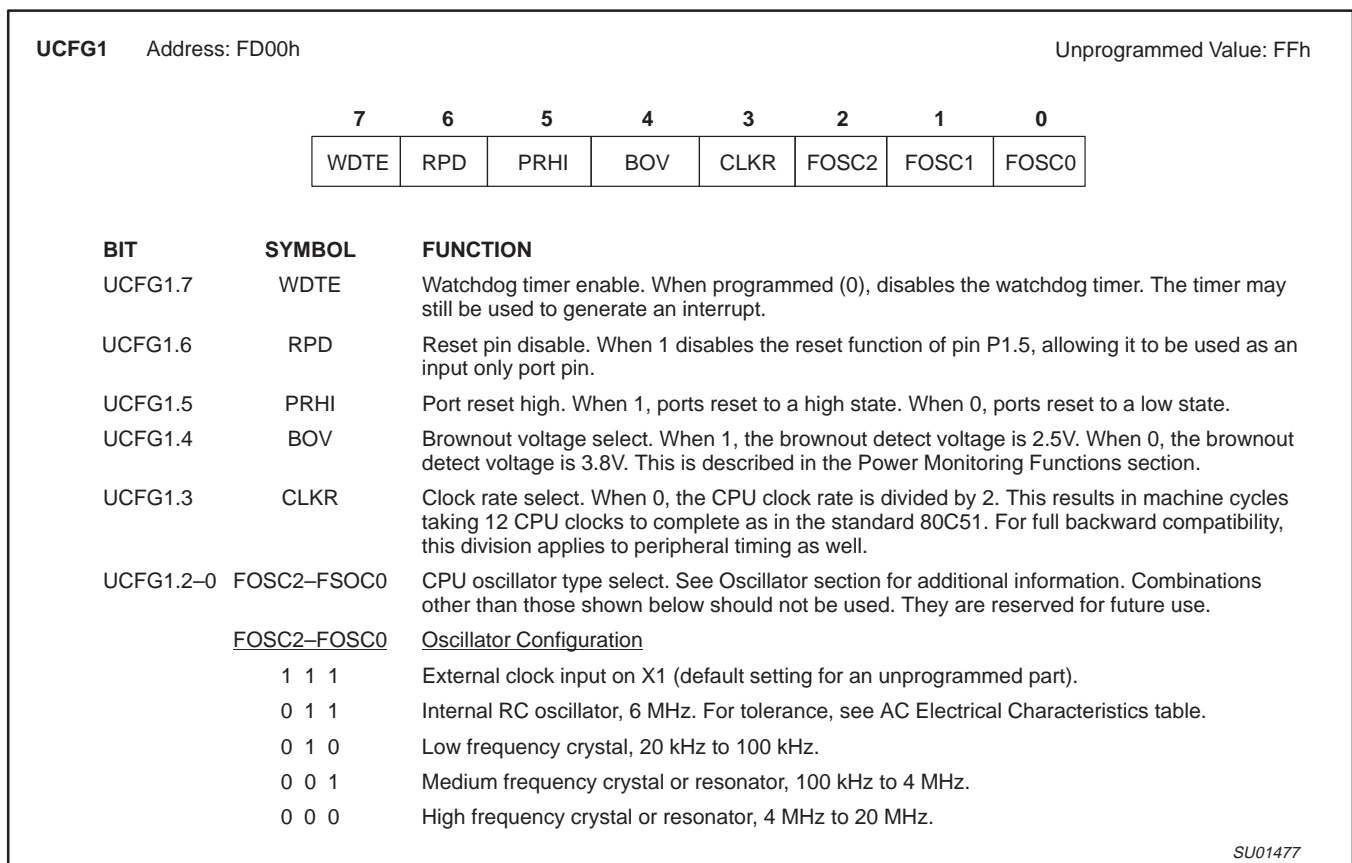 UCFG1 Address: FD00h Unprogrammed Value: FFh
7 6 5 4 3 2 1 0
WDTE RPD PRHI BOV CLKR FOSC2 FOSC1 FOSC0
BIT SYMBOL FUNCTION
UCFG1.7 WDTE Watchdog timer enable. When programmed (0), disables the watchdog timer. The timer may
still be used to generate an interrupt.
UCFG1.6 RPD Reset pin disable. When 1 disables the reset function of pin P1.5, allowing it to be used as an
input only port pin.
UCFG1.5 PRHI Port reset high. When 1, ports reset to a high state. When 0, ports reset to a low state.
UCFG1.4 BOV Brownout voltage select. When 1, the brownout detect voltage is 2.5V. When 0, the brownout
detect voltage is 3.8V. This is described in the Power Monitoring Functions section.
UCFG1.3 CLKR Clock rate select. When 0, the CPU clock rate is divided by 2. This results in machine cycles
taking 12 CPU clocks to complete as in the standard 80C51. For full backward compatibility,
this division applies to peripheral timing as well.
UCFG1.2–0 FOSC2–FSOC0 CPU oscillator type select. See Oscillator section for additional information. Combinations
other than those shown below should not be used. They are reserved for future use.
FOSC2–FOSC0 Oscillator Configuration
1 1 1 External clock input on X1 (default setting for an unprogrammed part).
0 1 1 Internal RC oscillator, 6 MHz. For tolerance, see AC Electrical Characteristics table.
0 1 0 Low frequency crystal, 20 kHz to 100 kHz.
0 0 1 Medium frequency crystal or resonator, 100 kHz to 4 MHz.
0 0 0 High frequency crystal or resonator, 4 MHz to 20 MHz.
SU01477